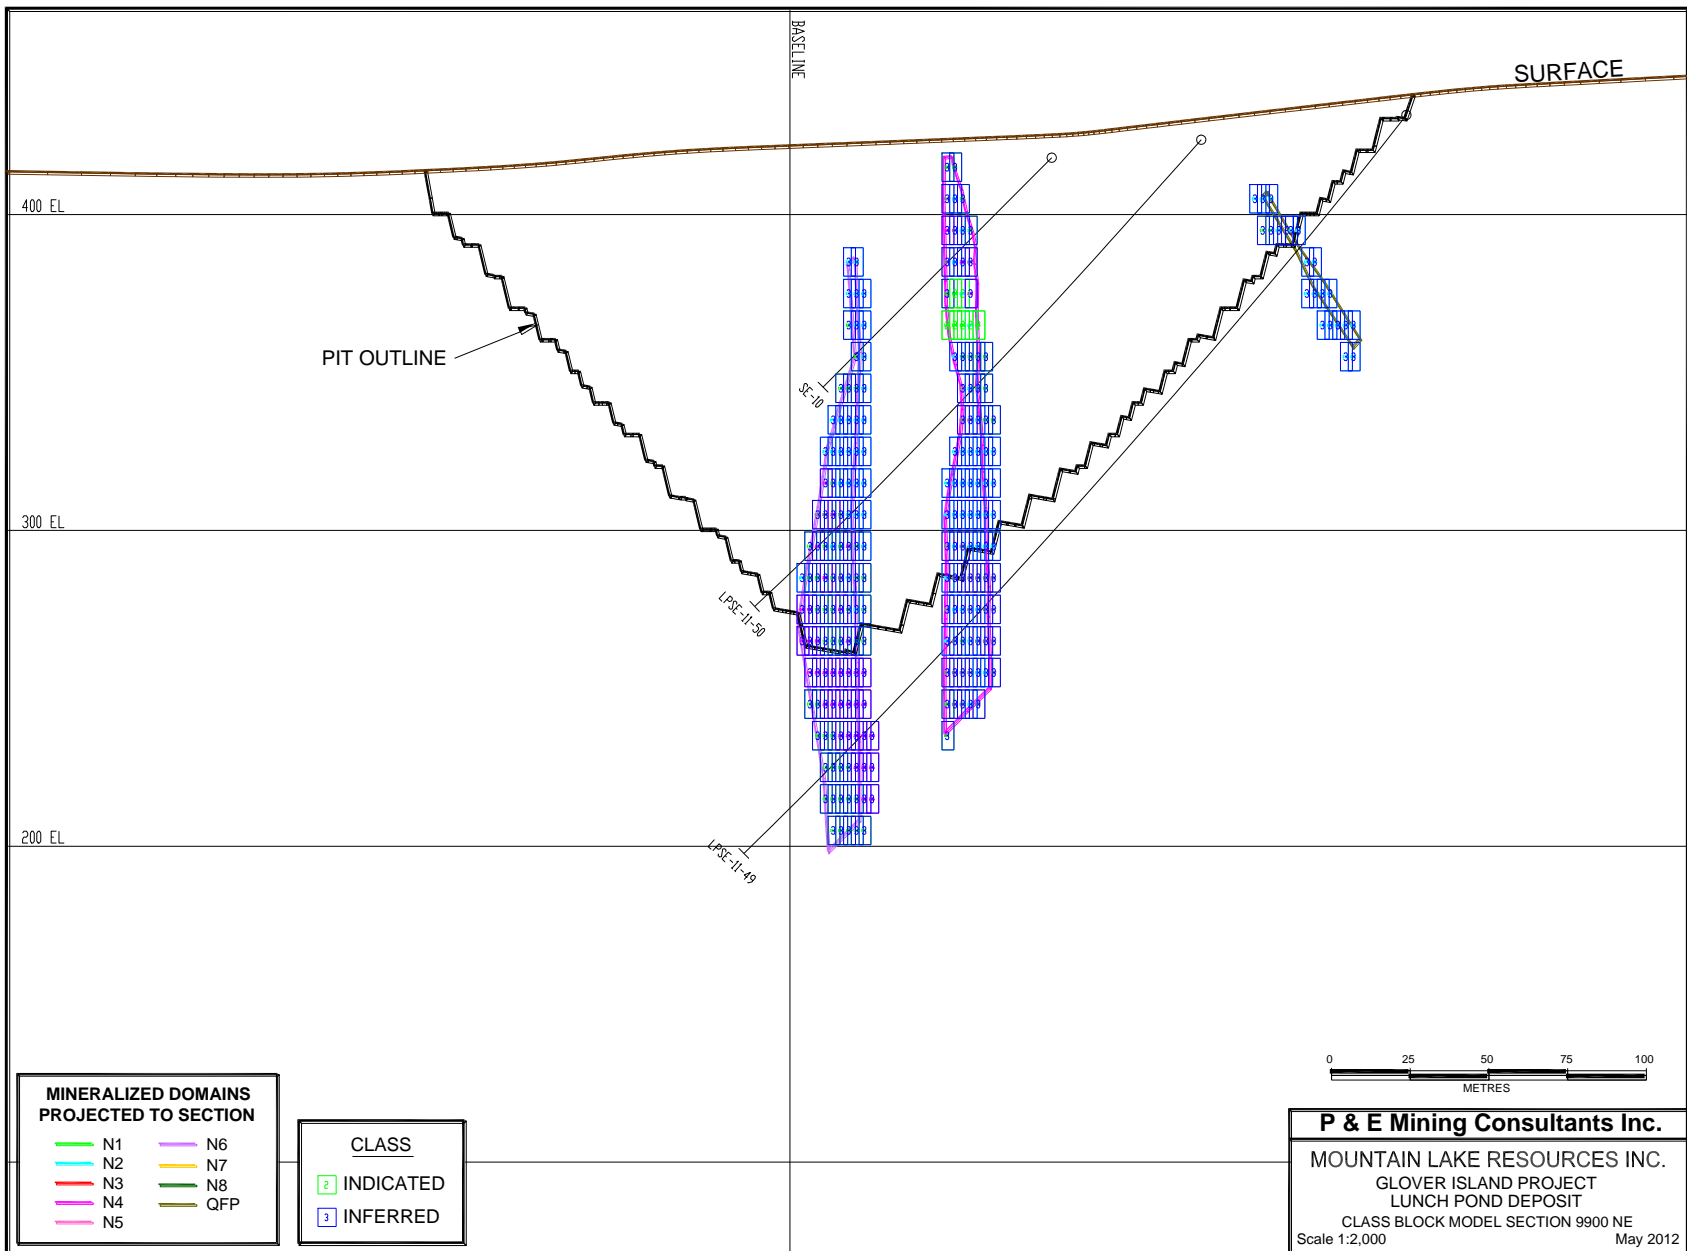 BASELINE
SURFACE
400 EL
PIT OUTLINE
SE-10
300 EL
LPSE-11-50
200 EL
LPSE-11-49
0 25 50 75 100
METRES
MINERALIZED DOMAINS
PROJECTED TO SECTION
N1 N6
N2 N7
N3 N8
N4 QFP
N5
CLASS
2 INDICATED
3 INFERRED
P & E Mining Consultants Inc.
MOUNTAIN LAKE RESOURCES INC.
GLOVER ISLAND PROJECT
LUNCH POND DEPOSIT
CLASS BLOCK MODEL SECTION 9900 NE
Scale 1:2,000 May 2012